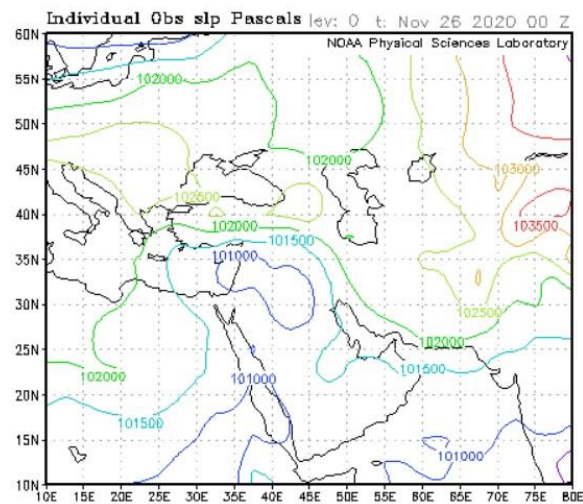 Individual Obs slp Pascals lev: 0 t: Nov 26 2020 00 Z
NOAA Physical Sciences Laboratory
60N
55N
50N
45N
40N
35N
30N
25N
20N
15N
10N
102000
102000
103000
102500
103500
102000
101500
101000
102500
102000
102000
101500
101000
101500
101000
10E 15E 20E 25E 30E 35E 40E 45E 50E 55E 60E 65E 70E 75E 80E